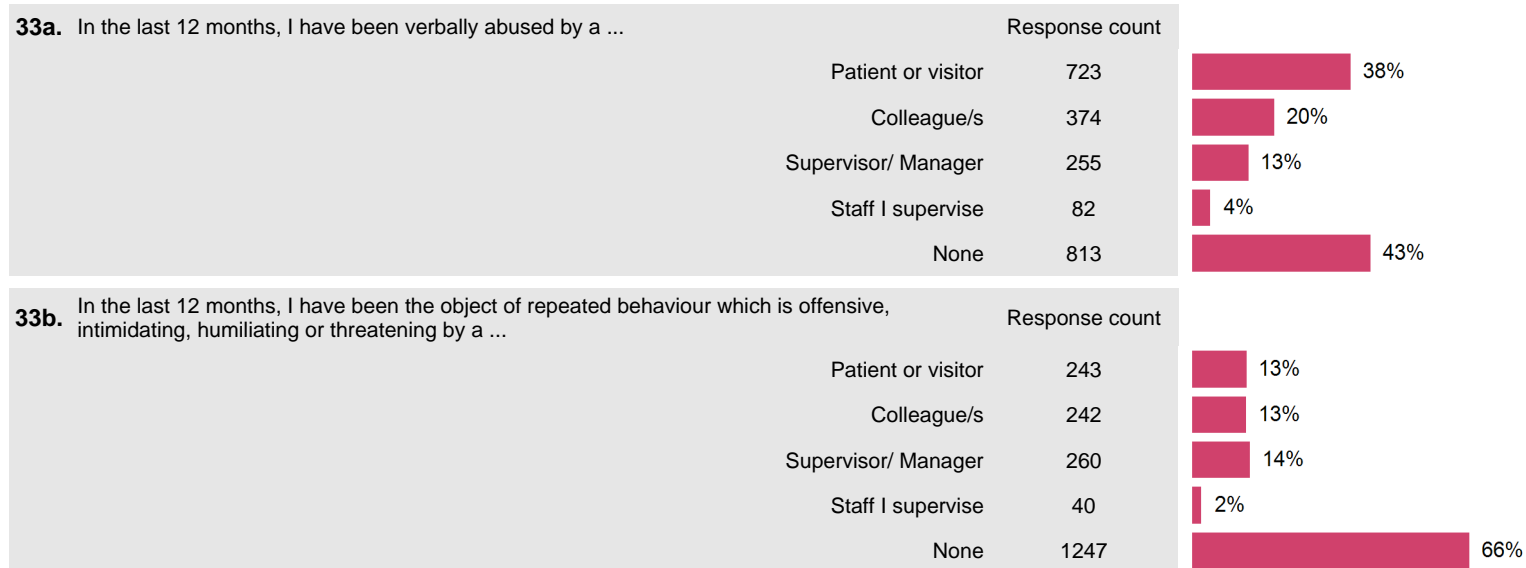 33a. In the last 12 months, I have been verbally abused by a ... Response count
Patient or visitor 723 38%
Colleague/s 374 20%
Supervisor/ Manager 255 13%
Staff I supervise 82 4%
None 813 43%
33b. In the last 12 months, I have been the object of repeated behaviour which is offensive,
intimidating, humiliating or threatening by a ... Response count
Patient or visitor 243 13%
Colleague/s 242 13%
Supervisor/ Manager 260 14%
Staff I supervise 40 2%
None 1247 66%